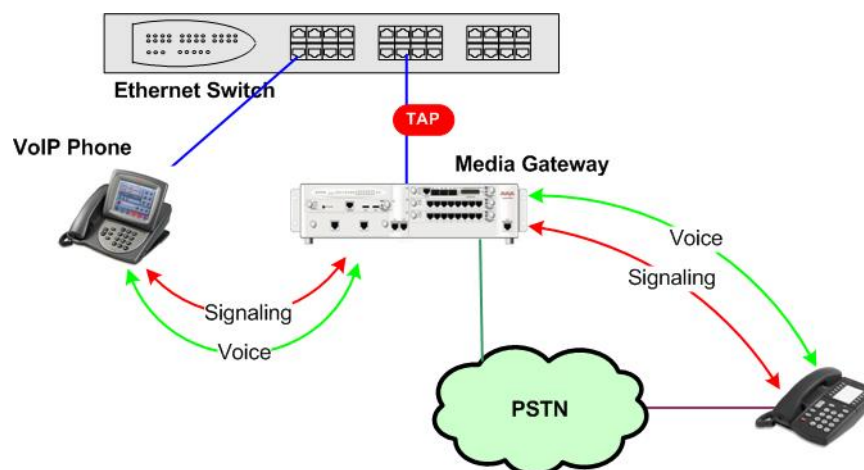 Ethernet Switch
TAP
VoIP Phone
Media Gateway
Voice
Signaling
Signaling
Voice
PSTN